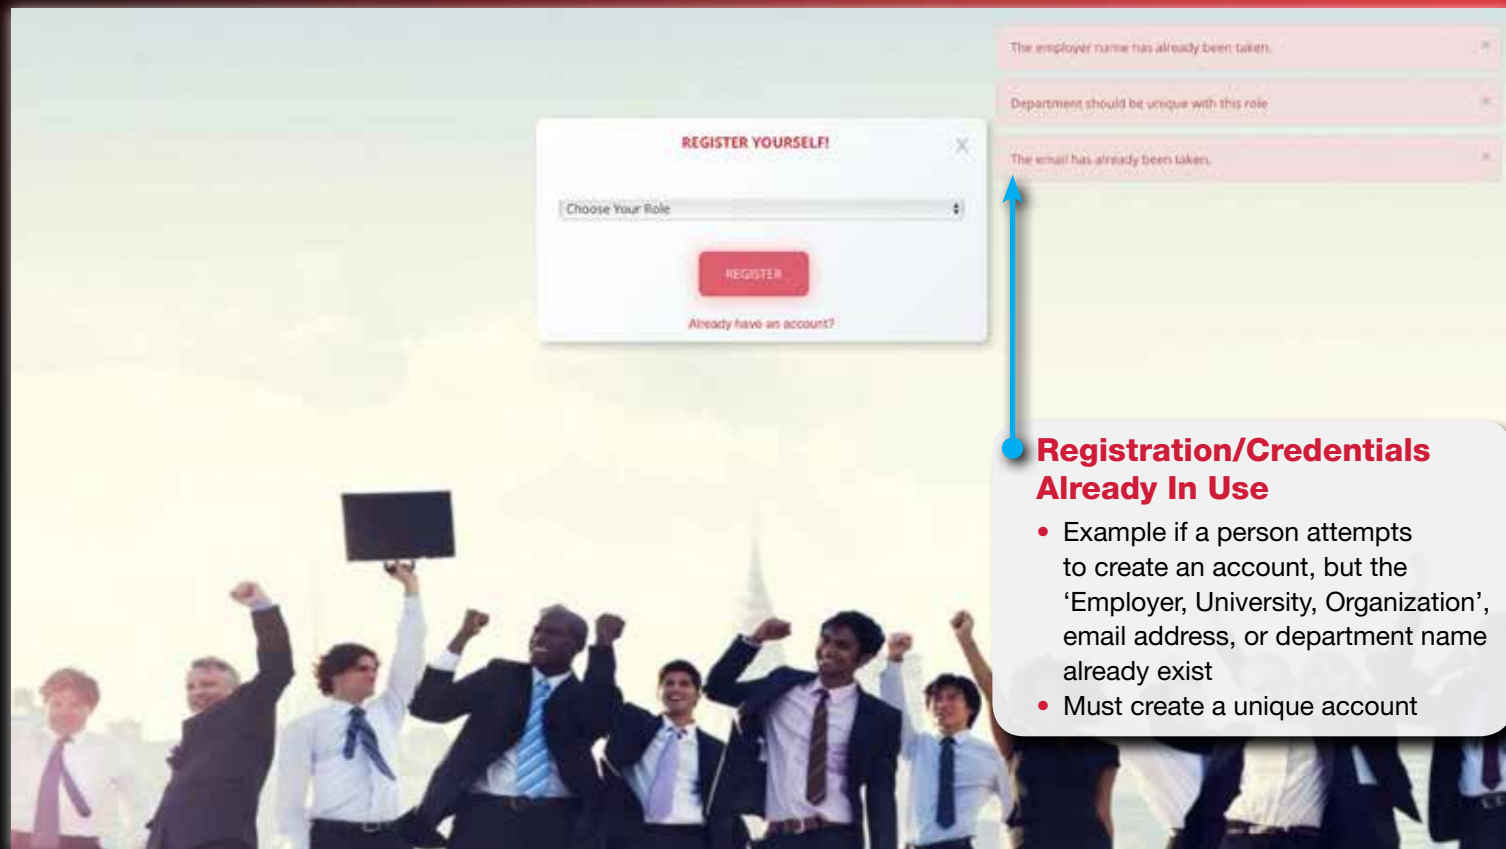 The employer name has already been taken.
×
Department should be unique with this role
×
The email has already been taken.
×
REGISTER YOURSELF!
X
Choose Your Role
REGISTER
Already have an account?
Registration/Credentials
Already In Use
• Example if a person attempts
to create an account, but the
‘Employer, University, Organization’,
email address, or department name
already exist
• Must create a unique account